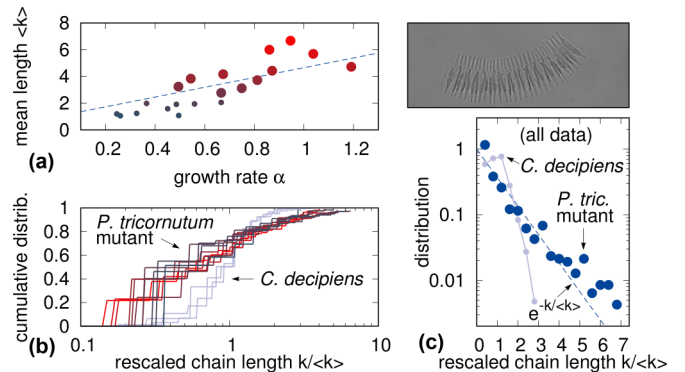 8
6
4
2
0
mean length <k>
0.2 0.4 0.6 0.8 1 1.2
(a)
growth rate α
1
0.8
0.6
0.4
0.2
0
cumulative distrib.
P. tricornutum
mutant
C. decipiens
0.1 1 10
(b)
rescaled chain length k/<k>
(all data)
C. decipiens
P. tric.
mutant
1
0.1
0.01
distribution
e-k/<k>
0 1 2 3 4 5 6 7
(c)
rescaled chain length k/<k>